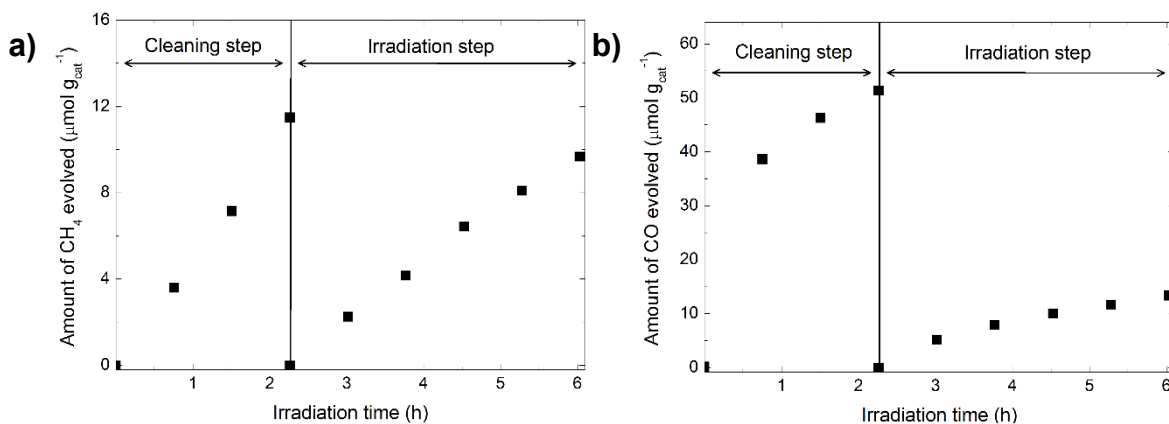 a)
Cleaning step
Irradiation step
Amount of CH₄ evolved (μmol g_cat⁻¹)
16
12
8
4
0
1
2
3
4
5
6
Irradiation time (h)
b)
Cleaning step
Irradiation step
Amount of CO evolved (μmol g_cat⁻¹)
60
50
40
30
20
10
0
1
2
3
4
5
6
Irradiation time (h)